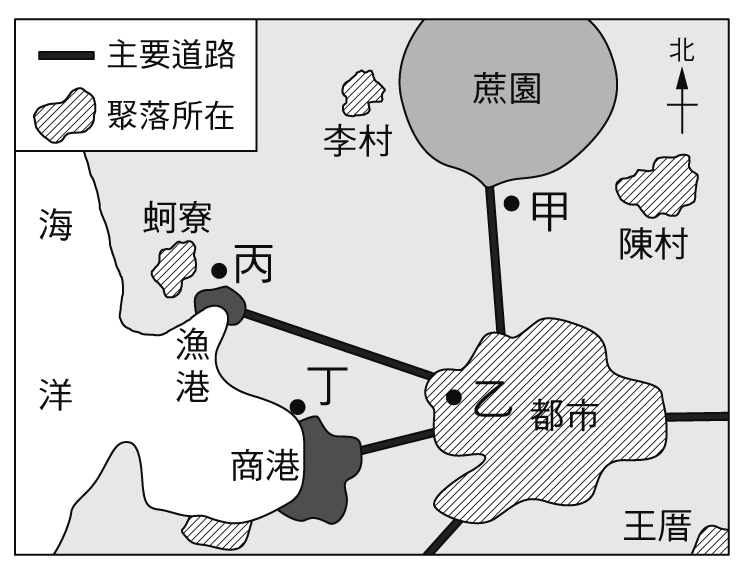 主要道路
聚落所在
北
蔗園
李村
甲
陳村
海
洋
蚵寮
丙
漁港
丁
乙
都市
商港
王厝